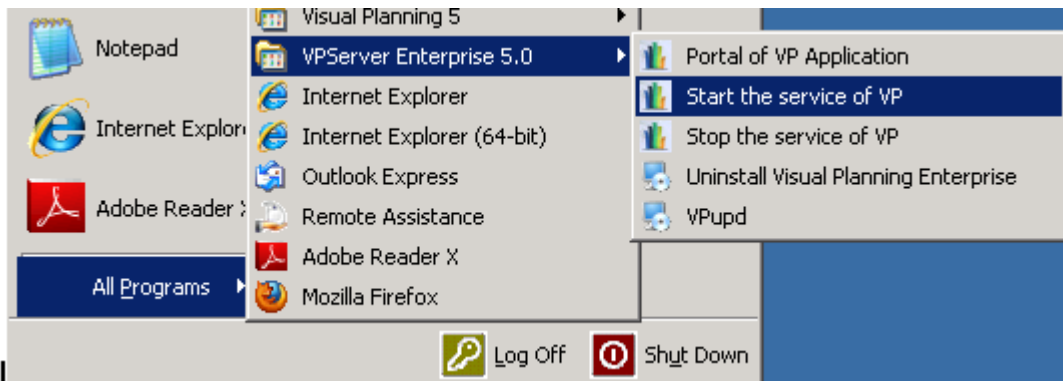 Notepad
Internet Explor
Adobe Reader
All Programs
Visual Planning 5
VPServer Enterprise 5.0
Internet Explorer
Internet Explorer (64-bit)
Outlook Express
Remote Assistance
Adobe Reader X
Mozilla Firefox
Portal of VP Application
Start the service of VP
Stop the service of VP
Uninstall Visual Planning Enterprise
VPupd
Log Off
Shut Down